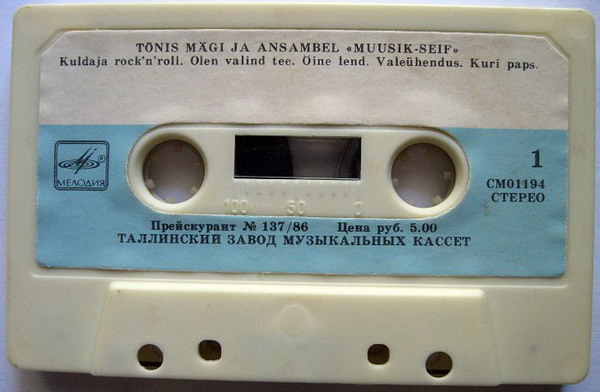 TÕNIS MÄGI JA ANSAMBEL «MUUSIK-SEIF»
Kuldaja rock'n'roll. Olen valind tee. Öine lend. Valeühendus. Kuri paps.
МЕЛОДИЯ ®
1
СМ01194
СТЕРЕО
100 50 0
Прейскурант № 137/86 Цена руб. 5.00
ТАЛЛИНСКИЙ ЗАВОД МУЗЫКАЛЬНЫХ КАССЕТ